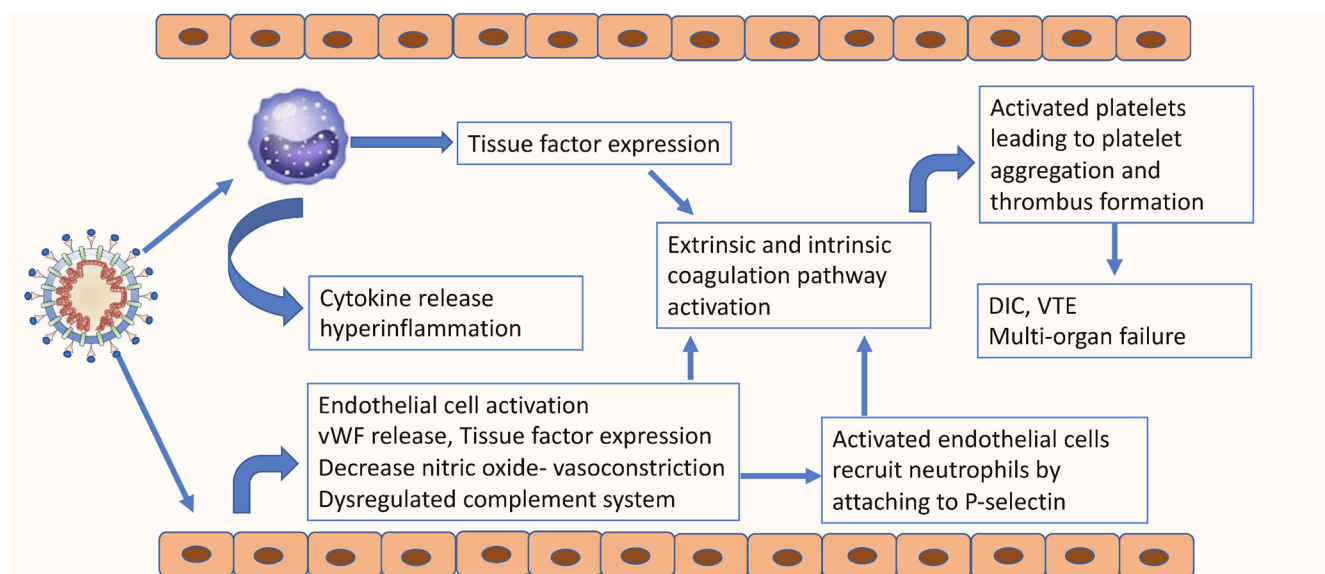 Tissue factor expression
Activated platelets
leading to platelet
aggregation and
thrombus formation
Extrinsic and intrinsic
coagulation pathway
activation
Cytokine release
hyperinflammation
DIC, VTE
Multi-organ failure
Endothelial cell activation
vWF release, Tissue factor expression
Decrease nitric oxide- vasoconstriction
Dysregulated complement system
Activated endothelial cells
recruit neutrophils by
attaching to P-selectin